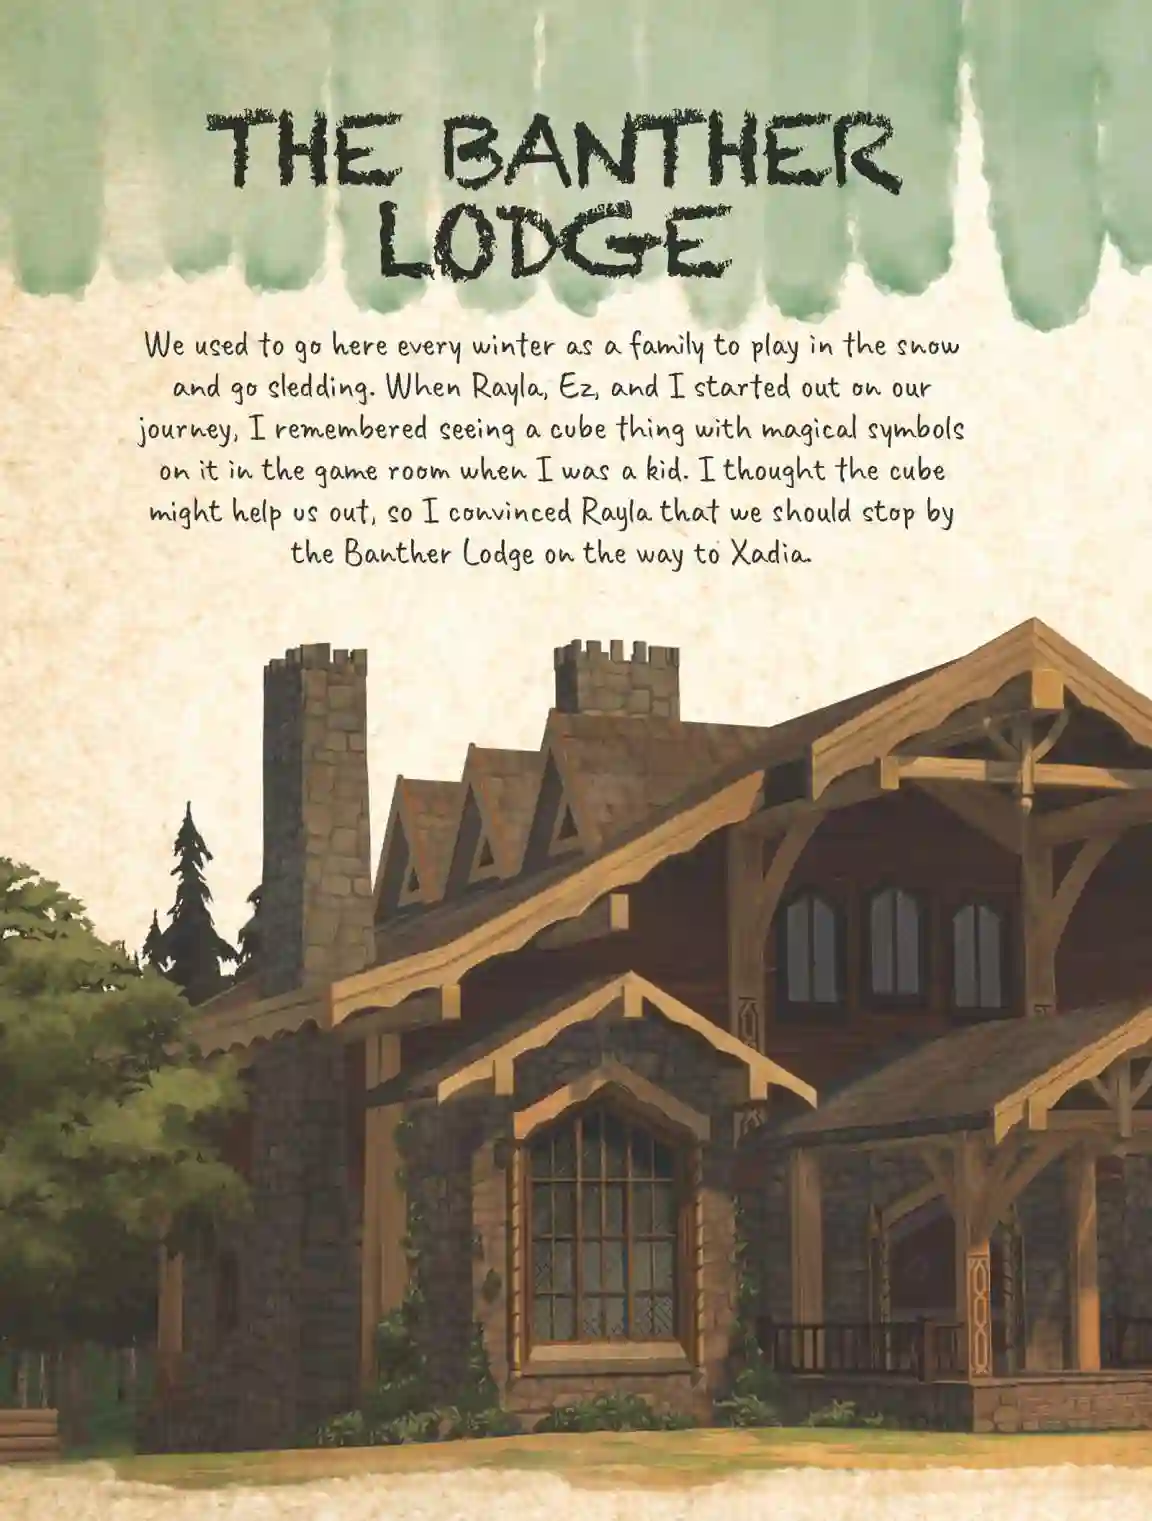 THE BANTHER
LODGE
We used to go here every winter as a family to play in the snow
and go sledding. When Rayla, Ez, and I started out on our
journey, I remembered seeing a cube thing with magical symbols
on it in the game room when I was a kid. I thought the cube
might help us out, so I convinced Rayla that we should stop by
the Banther Lodge on the way to Xadia.